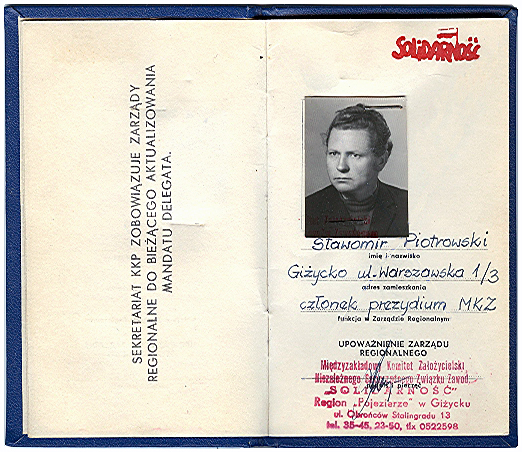 SEKRETARIAT KKP ZOBOWIĄZUJE ZARZĄDY
REGIONALNE DO BIEŻĄCEGO AKTUALIZOWANIA
MANDATU DELEGATA.
SOLIDARNOŚĆ
Sławomir Piotrowski
imię i nazwisko
Giżycko ul. Warszawska 1/3
adres zamieszkania
członek prezydium MKZ
funkcja w Zarządzie Regionalnym
UPOWAŻNIENIE ZARZĄDU
REGIONALNEGO
Międzyzakładowy Komitet Założycielski
Niezależnego Samorządnego Związku Zawod.
podpis i pieczęć
"SOLIDARNOŚĆ"
Region "Pojezierze" w Giżycku
ul. Obrońców Stalingradu 13
tel. 35-45, 23-50, tlx 0522598